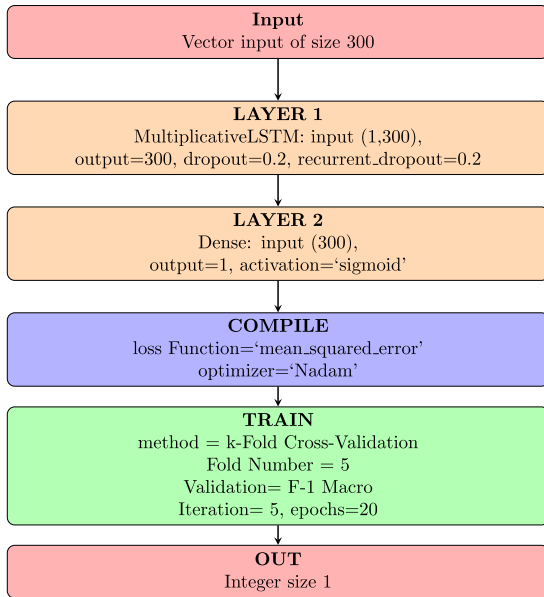 Input
Vector input of size 300
LAYER 1
MultiplicativeLSTM: input (1,300),
output=300, dropout=0.2, recurrent_dropout=0.2
LAYER 2
Dense: input (300),
output=1, activation=‘sigmoid’
COMPILE
loss Function=‘mean_squared_error’
optimizer=‘Nadam’
TRAIN
method = k-Fold Cross-Validation
Fold Number = 5
Validation= F-1 Macro
Iteration= 5, epochs=20
OUT
Integer size 1